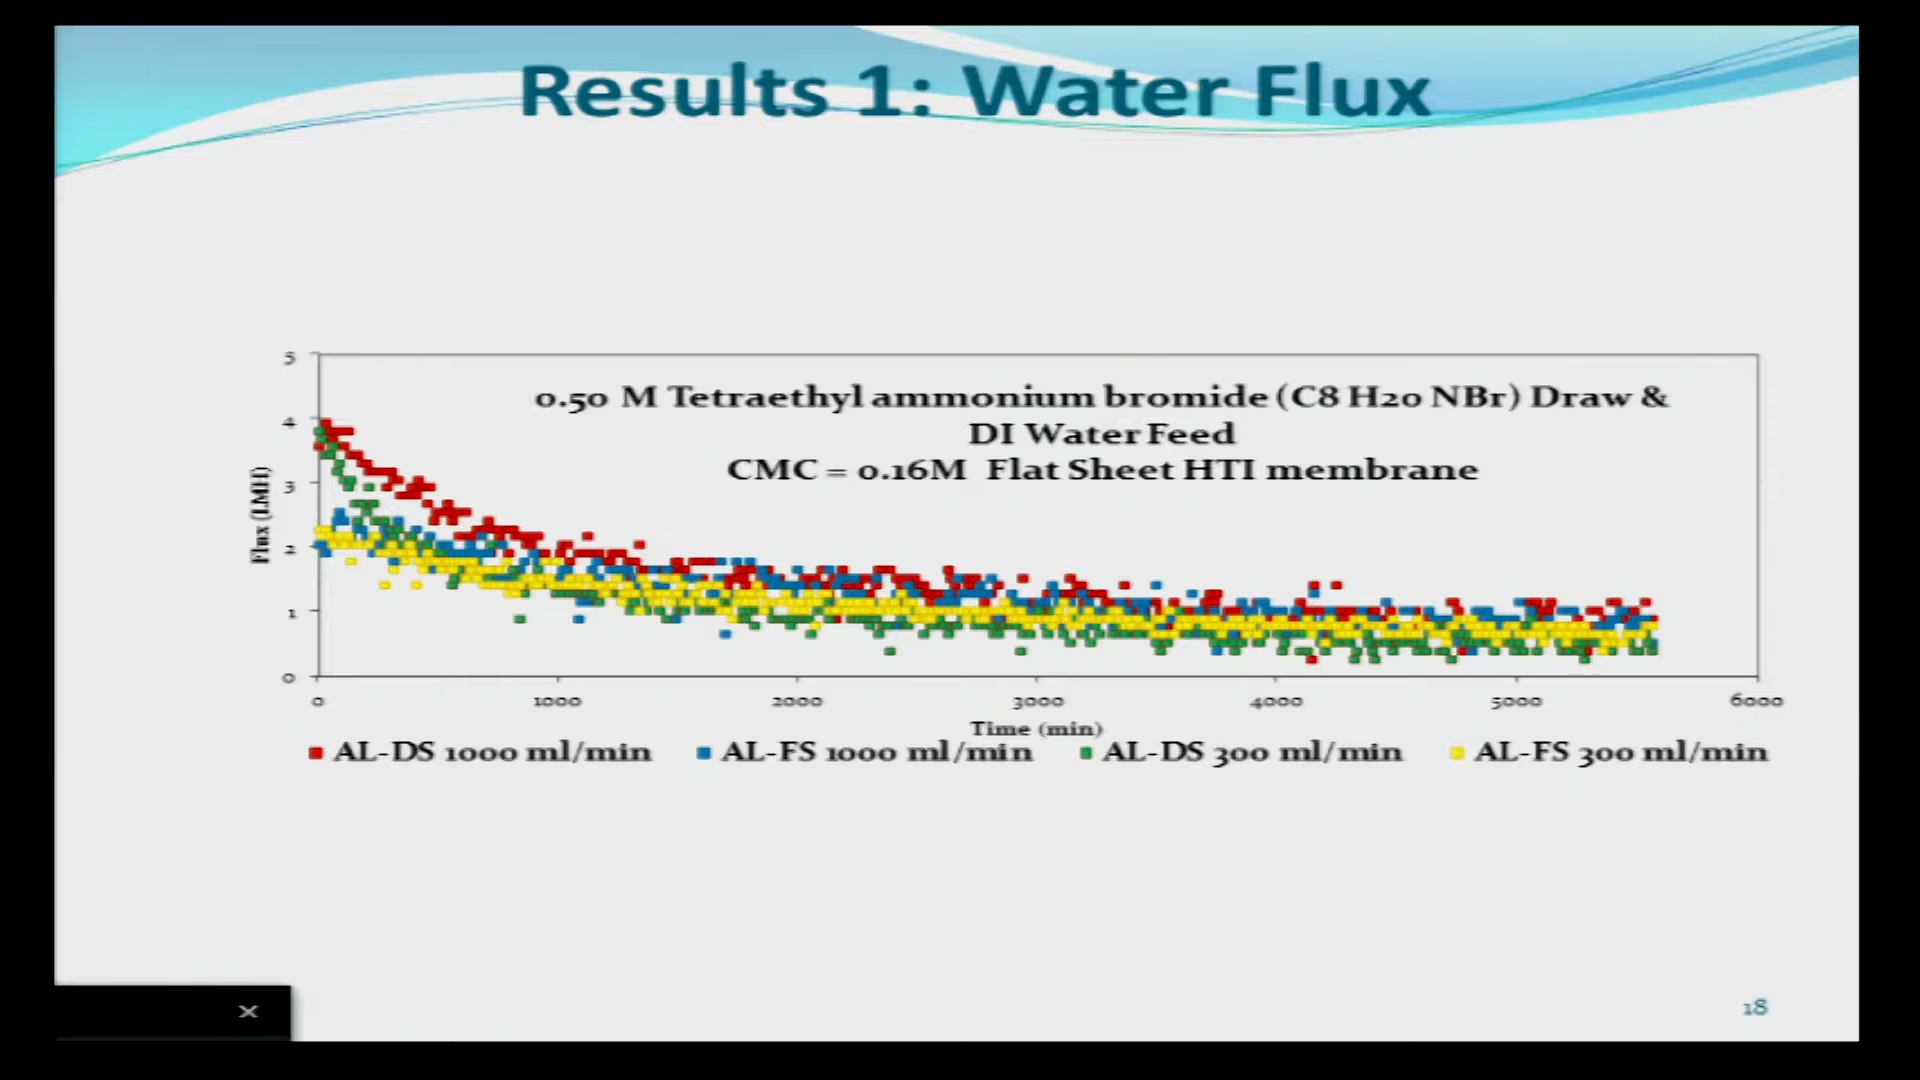 Results 1: Water Flux
5
0.50 M Tetraethyl ammonium bromide (C8 H20 NBr) Draw &
DI Water Feed
CMC = 0.16M Flat Sheet HTI membrane
4
3
2
1
0
Flux (LMH)
0 1000 2000 3000 4000 5000 6000
Time (min)
AL-DS 1000 ml/min AL-FS 1000 ml/min AL-DS 300 ml/min AL-FS 300 ml/min
18